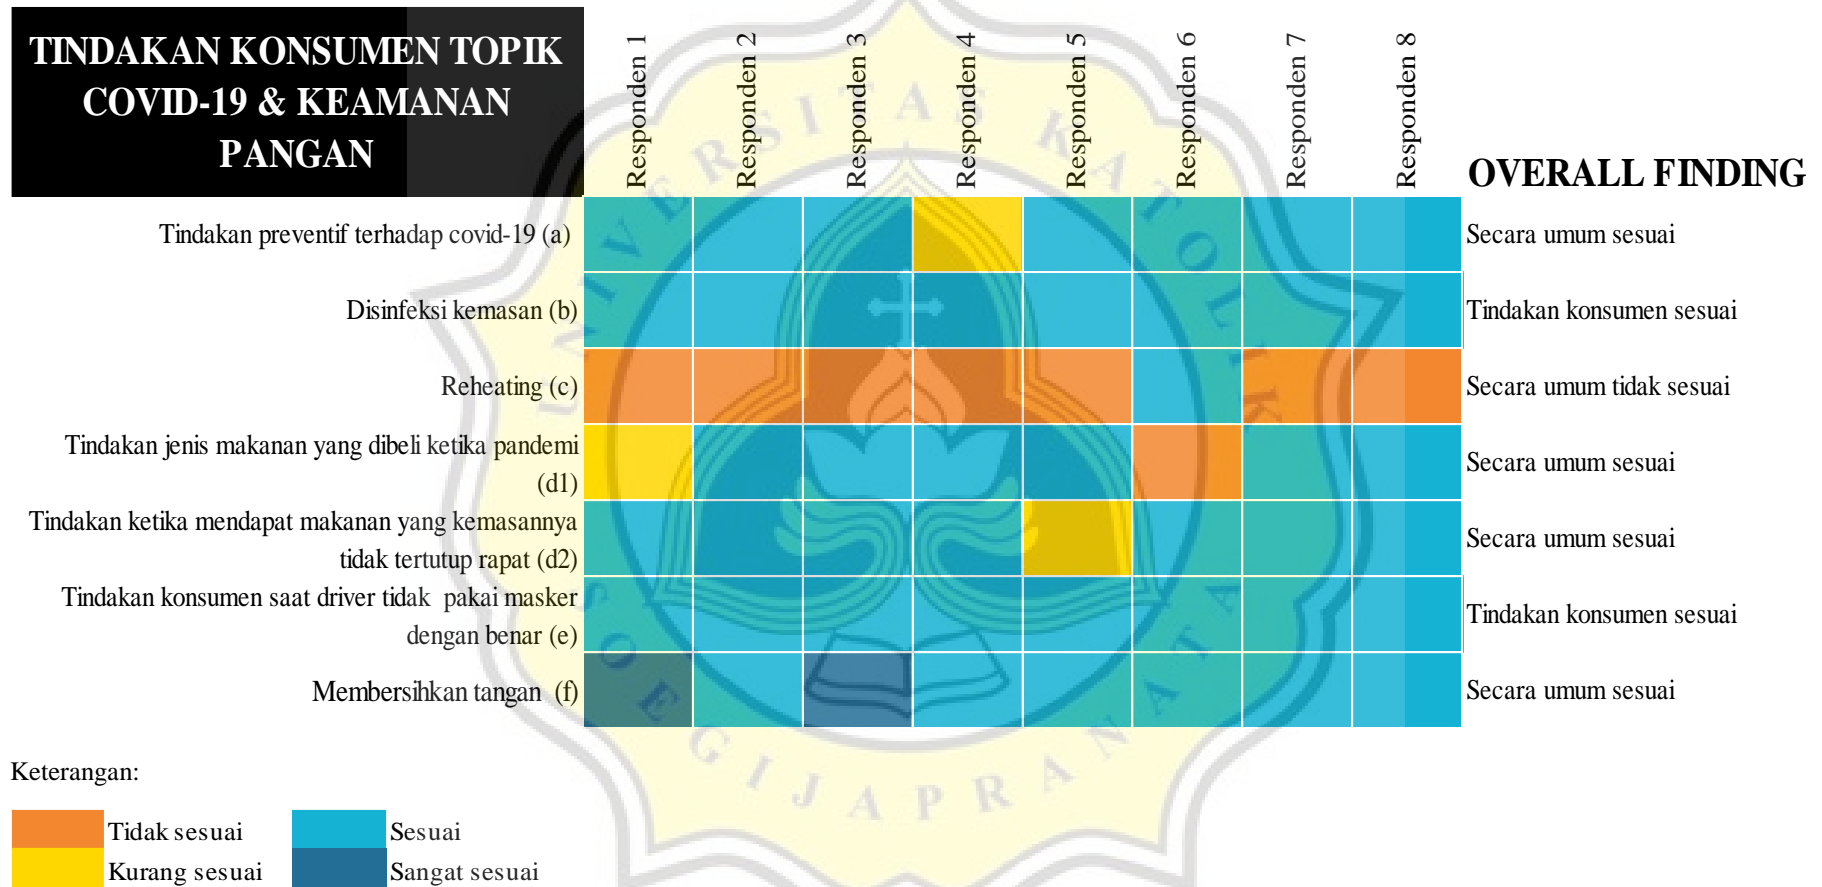 TINDAKAN KONSUMEN TOPIK
COVID-19 & KEAMANAN
PANGAN
Responden 1
Responden 2
Responden 3
Responden 4
Responden 5
Responden 6
Responden 7
Responden 8
OVERALL FINDING
Tindakan preventif terhadap covid-19 (a)
Secara umum sesuai
Disinfeksi kemasan (b)
Tindakan konsumen sesuai
Reheating (c)
Secara umum tidak sesuai
Tindakan jenis makanan yang dibeli ketika pandemi
(d1)
Secara umum sesuai
Tindakan ketika mendapat makanan yang kemasannya
tidak tertutup rapat (d2)
Secara umum sesuai
Tindakan konsumen saat driver tidak pakai masker
dengan benar (e)
Tindakan konsumen sesuai
Membersihkan tangan (f)
Secara umum sesuai
Keterangan:
Tidak sesuai
Sesuai
Kurang sesuai
Sangat sesuai
UNIVERSITAS KATOLIK
SOEGIJAPRANATA